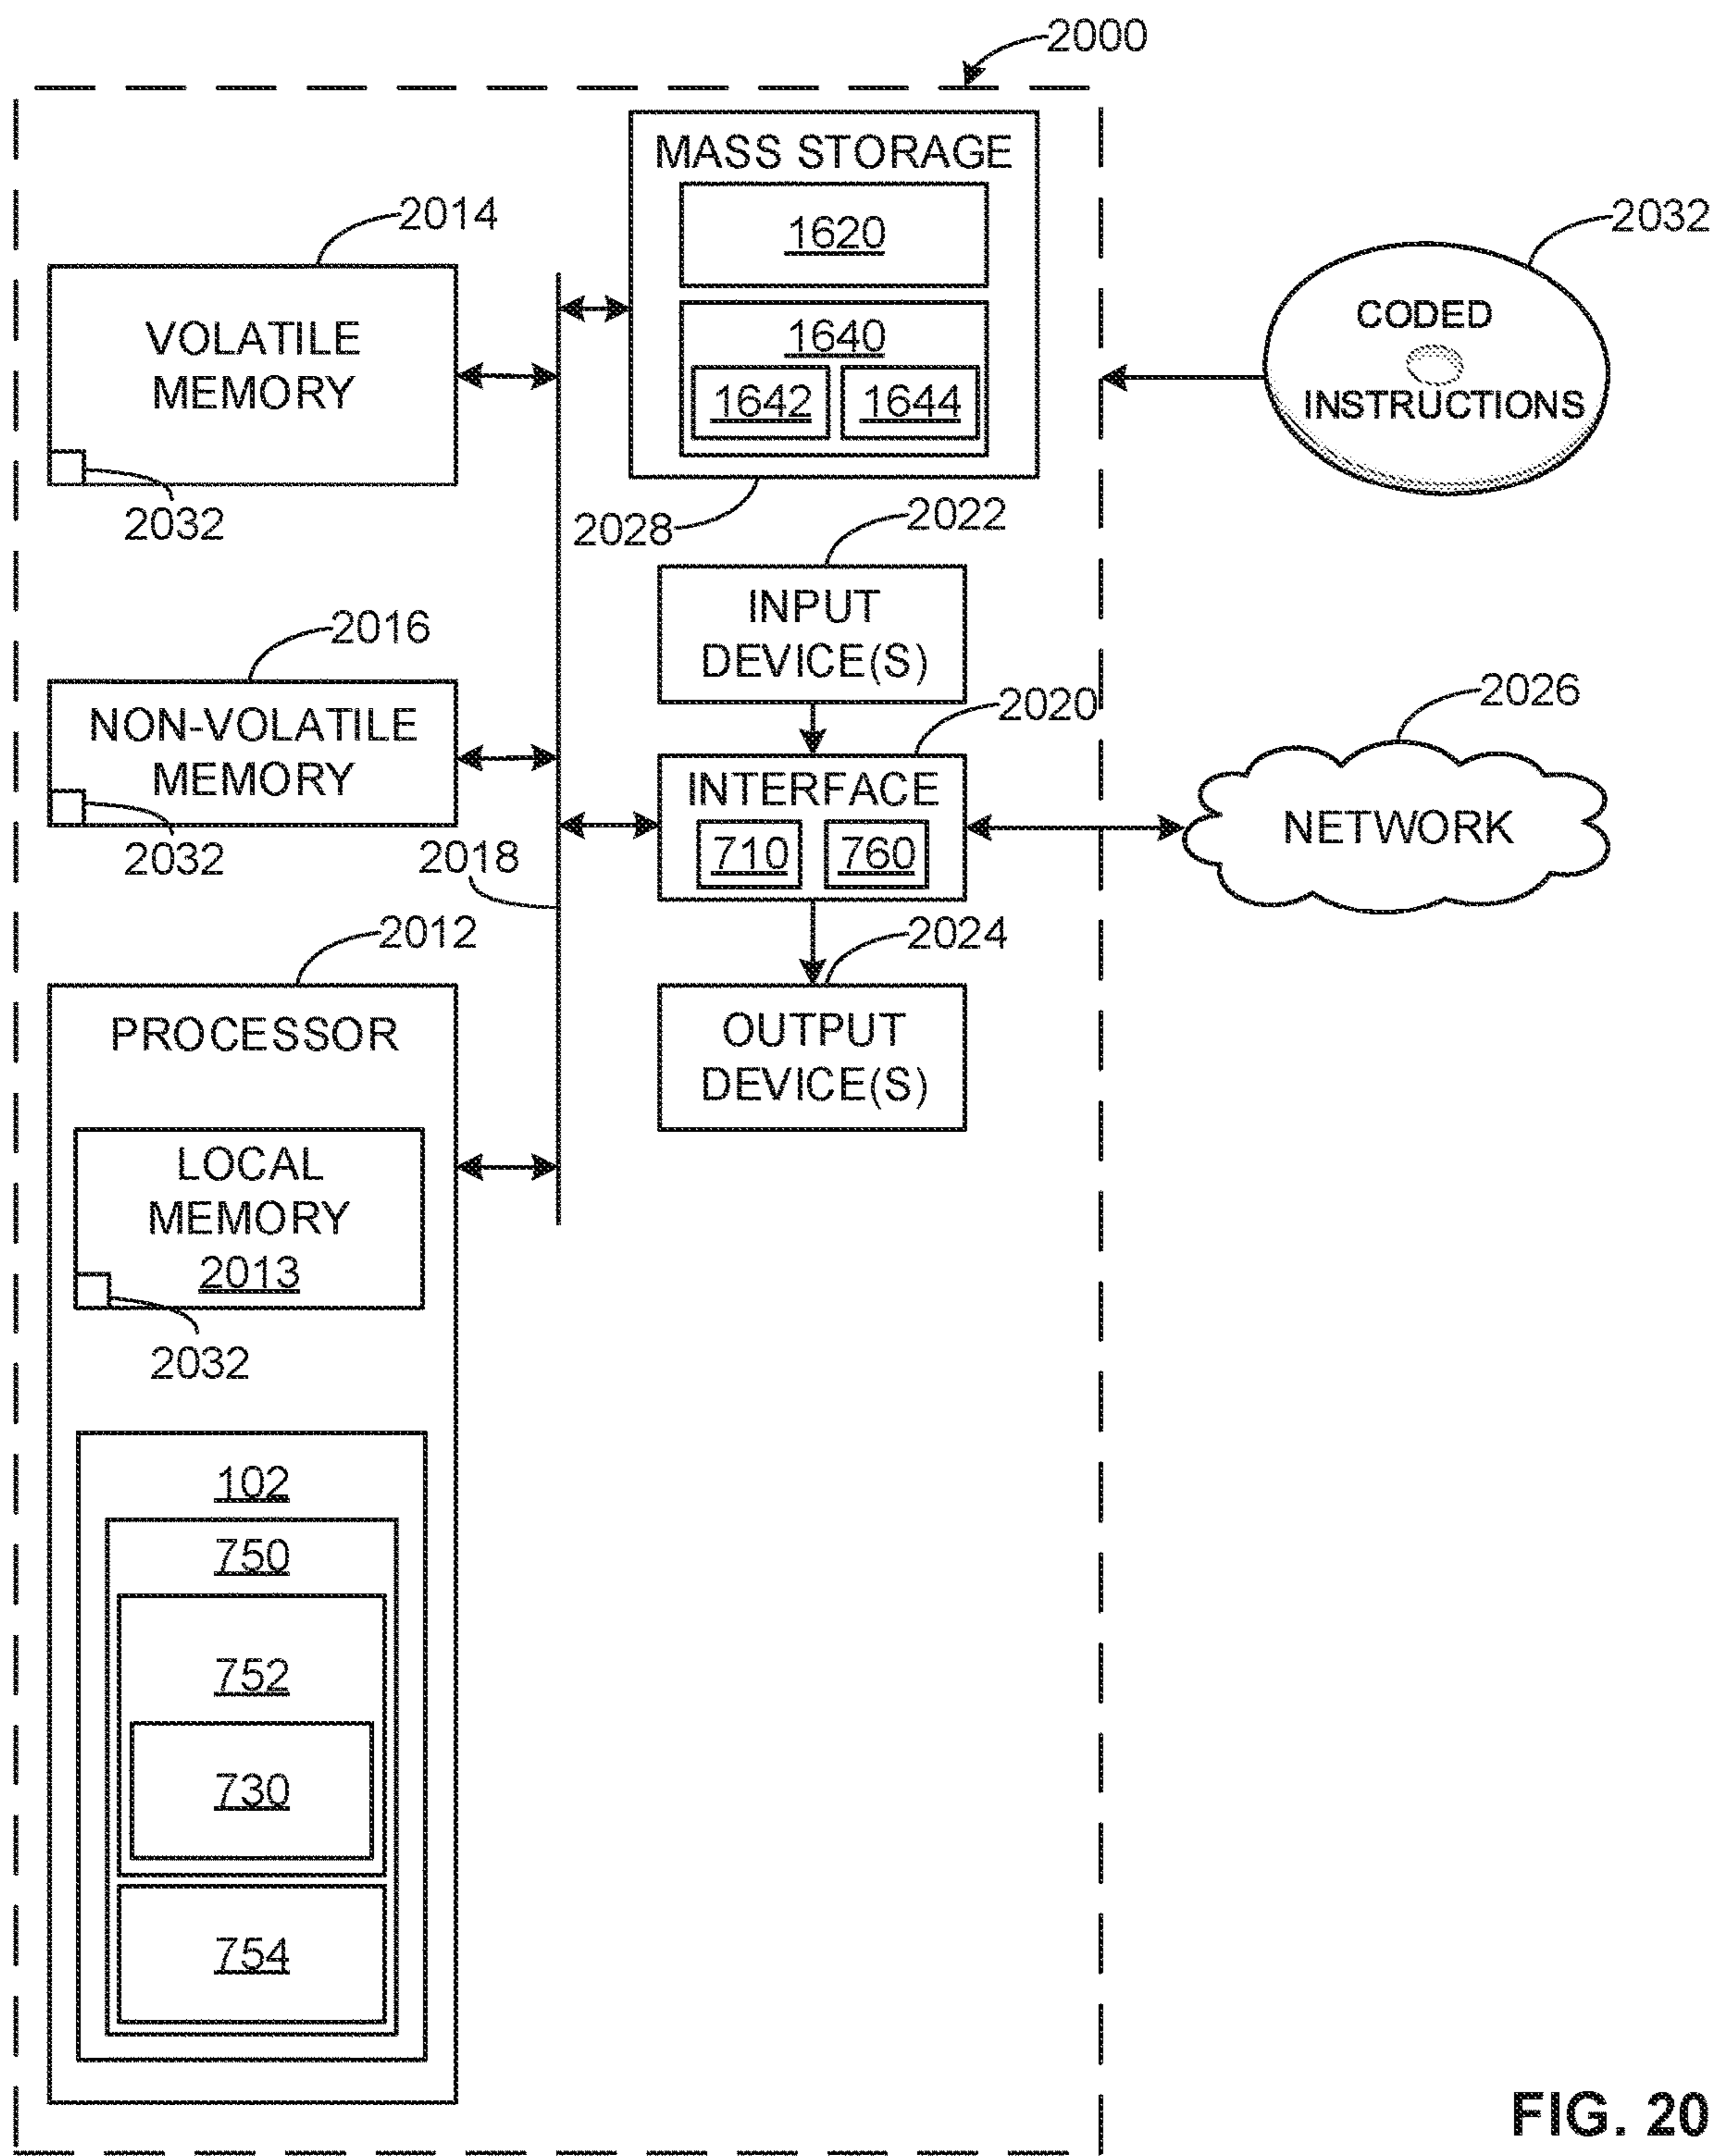 2000
MASS STORAGE
1620
1640
1642
1644
2028
2014
VOLATILE
MEMORY
2032
2032
CODED
INSTRUCTIONS
2022
INPUT
DEVICE(S)
2016
NON-VOLATILE
MEMORY
2032
2018
2020
INTERFACE
710
760
2026
NETWORK
2024
OUTPUT
DEVICE(S)
2012
PROCESSOR
LOCAL
MEMORY
2013
2032
102
750
752
730
754
FIG. 20